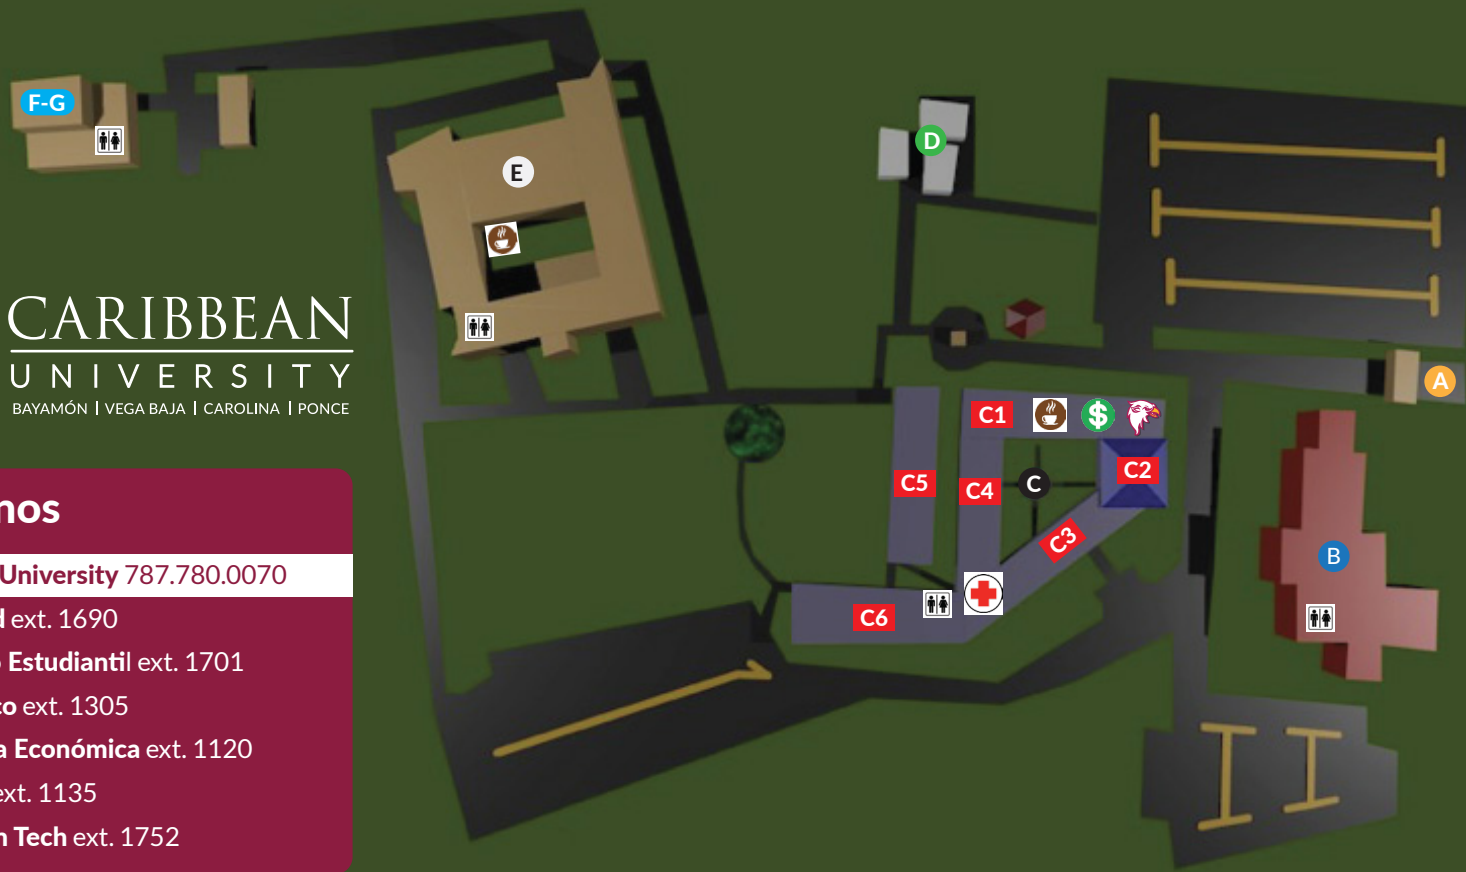 F-G
E
D
CARIBBEAN
UNIVERSITY
BAYAMÓN | VEGA BAJA | CAROLINA | PONCE
A
C1
$
C2
C5
C4
C
C3
B
C6
nos
University 787.780.0070
d ext. 1690
o Estudiantil ext. 1701
co ext. 1305
a Económica ext. 1120
ext. 1135
n Tech ext. 1752